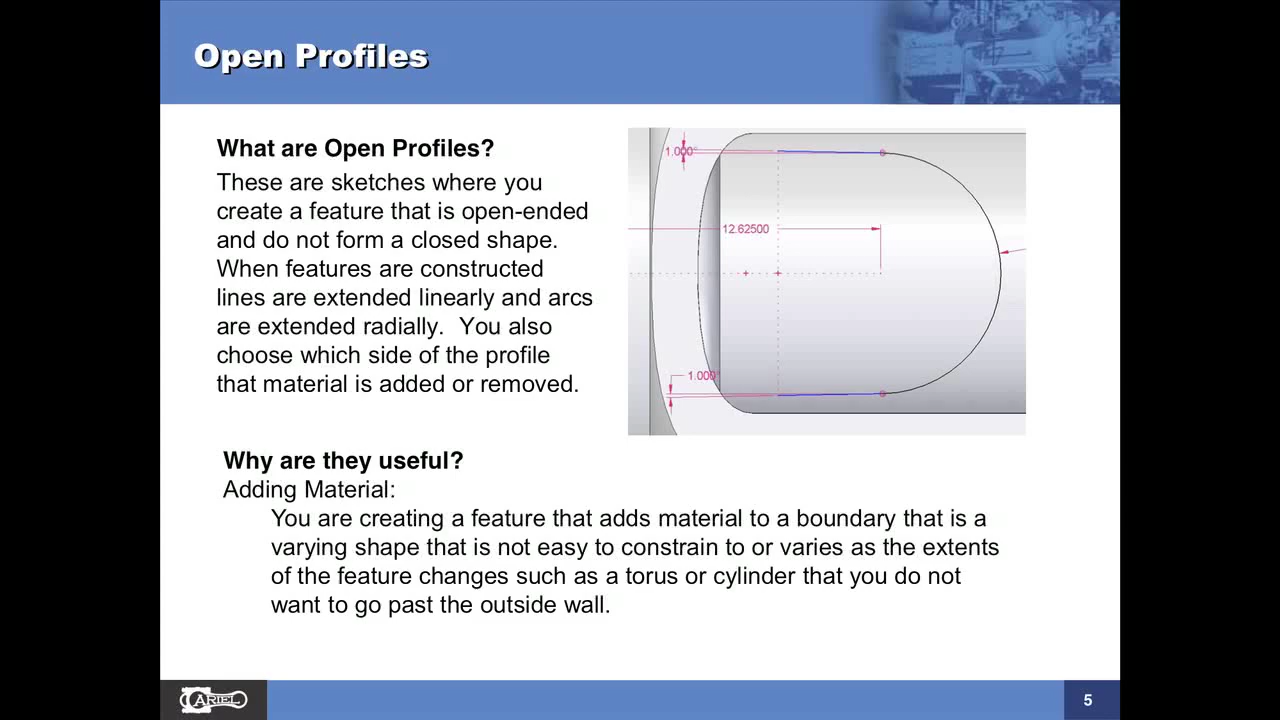 Open Profiles
What are Open Profiles?
These are sketches where you
create a feature that is open-ended
and do not form a closed shape.
When features are constructed
lines are extended linearly and arcs
are extended radially.  You also
choose which side of the profile
that material is added or removed.
1.000°
12.62500
1.000°
Why are they useful?
Adding Material:
You are creating a feature that adds material to a boundary that is a
varying shape that is not easy to constrain to or varies as the extents
of the feature changes such as a torus or cylinder that you do not
want to go past the outside wall.
ARIEL
5